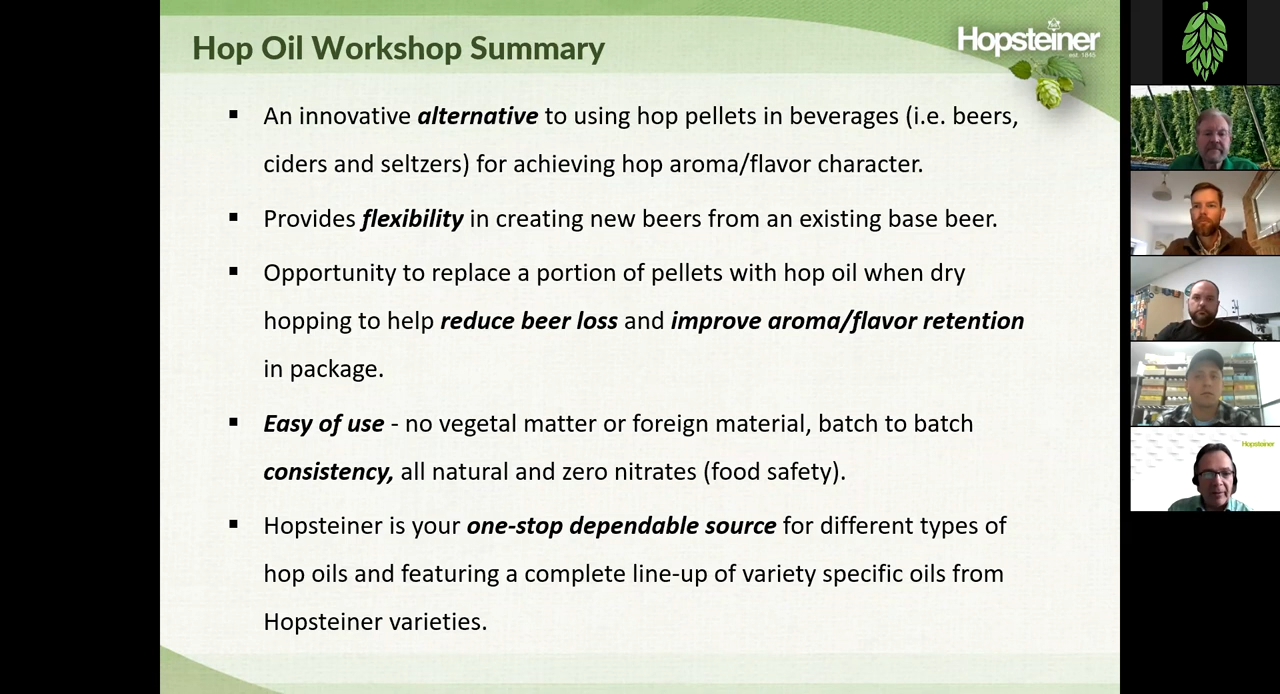 Hop Oil Workshop Summary
Hopsteiner
est. 1845
▪ An innovative alternative to using hop pellets in beverages (i.e. beers,
ciders and seltzers) for achieving hop aroma/flavor character.
▪ Provides flexibility in creating new beers from an existing base beer.
▪ Opportunity to replace a portion of pellets with hop oil when dry
hopping to help reduce beer loss and improve aroma/flavor retention
in package.
▪ Easy of use - no vegetal matter or foreign material, batch to batch
consistency, all natural and zero nitrates (food safety).
▪ Hopsteiner is your one-stop dependable source for different types of
hop oils and featuring a complete line-up of variety specific oils from
Hopsteiner varieties.
Hopsteiner